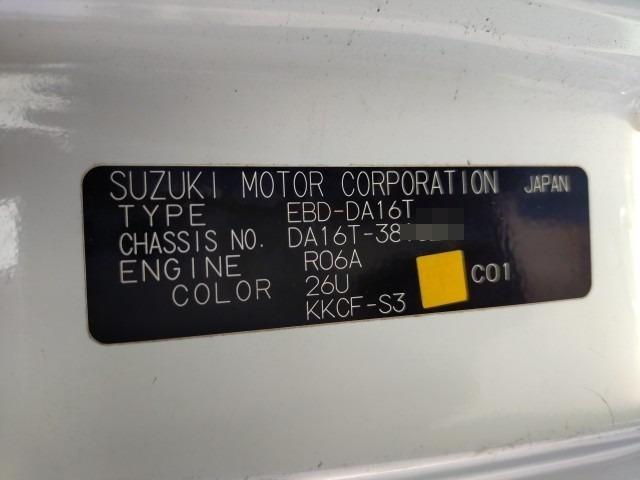 SUZUKI MOTOR CORPORATION JAPAN
TYPE EBD-DA16T
CHASSIS NO. DA16T-38
ENGINE R06A
COLOR 26U C01
KKCF-S3